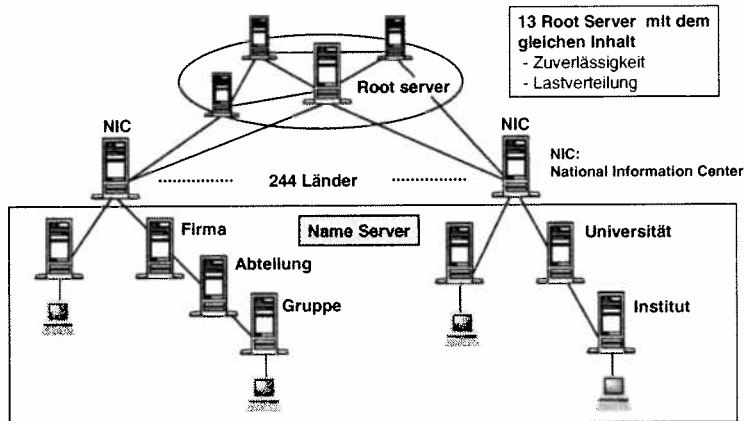 13 Root Server mit dem
gleichen Inhalt
- Zuverlässigkeit
- Lastverteilung
Root server
NIC
NIC
NIC:
National Information Center
244 Länder
Firma
Name Server
Universität
Abteilung
Gruppe
Institut